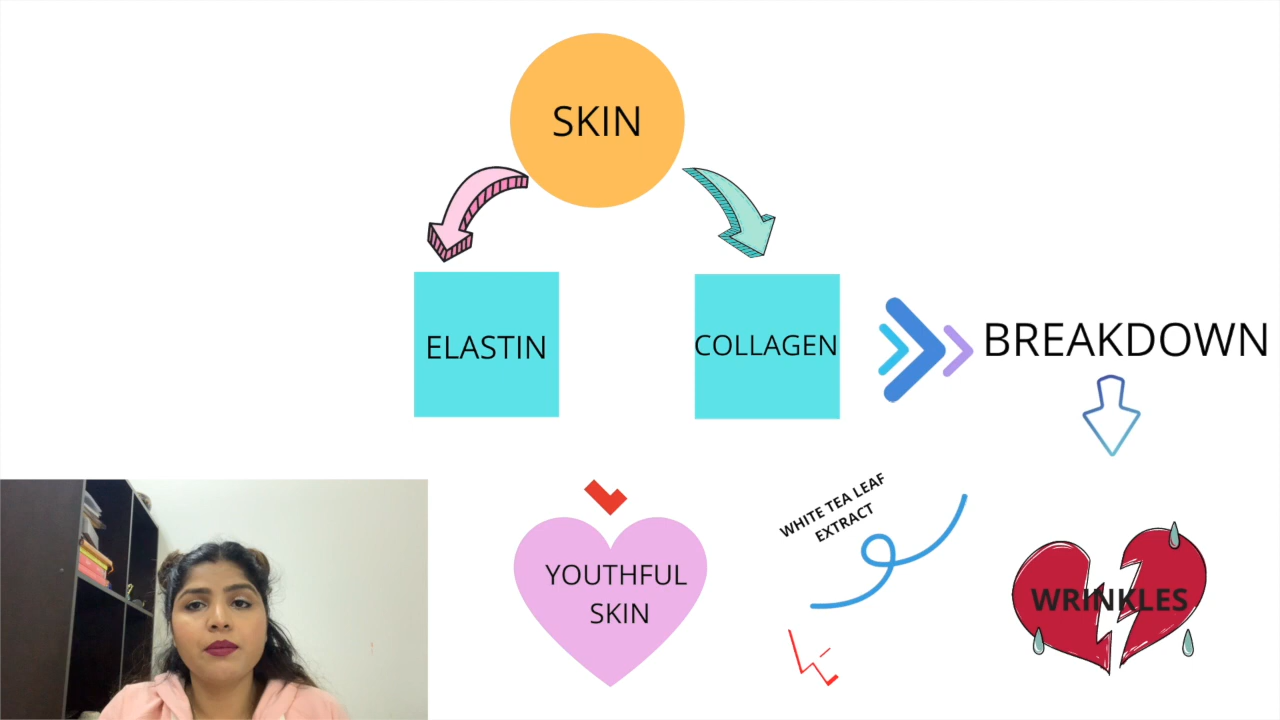 SKIN
ELASTIN
COLLAGEN
BREAKDOWN
WHITE TEA LEAF
EXTRACT
YOUTHFUL
SKIN
WRINKLES